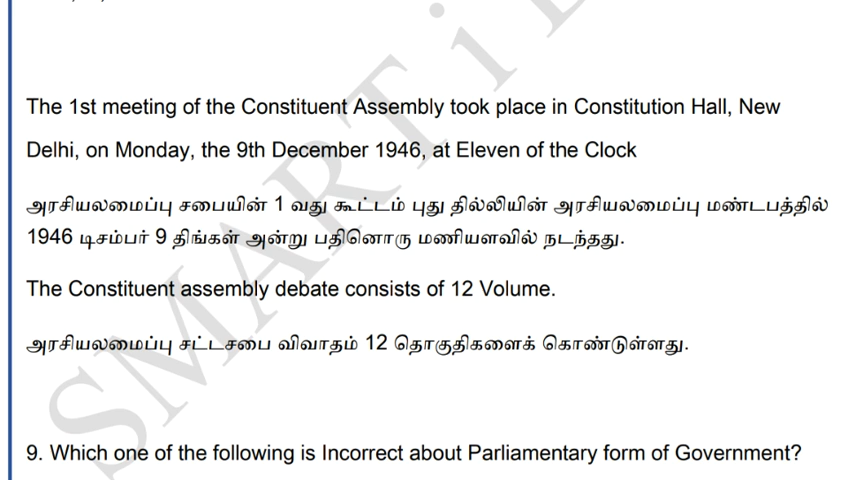 The 1st meeting of the Constituent Assembly took place in Constitution Hall, New
Delhi, on Monday, the 9th December 1946, at Eleven of the Clock
அரசியலமைப்பு சபையின் 1 வது கூட்டம் புது தில்லியின் அரசியலமைப்பு மண்டபத்தில்
1946 டிசம்பர் 9 திங்கள் அன்று பதினொரு மணியளவில் நடந்தது.
The Constituent assembly debate consists of 12 Volume.
அரசியலமைப்பு சட்டசபை விவாதம் 12 தொகுதிகளைக் கொண்டுள்ளது.
9. Which one of the following is Incorrect about Parliamentary form of Government?
SMART i